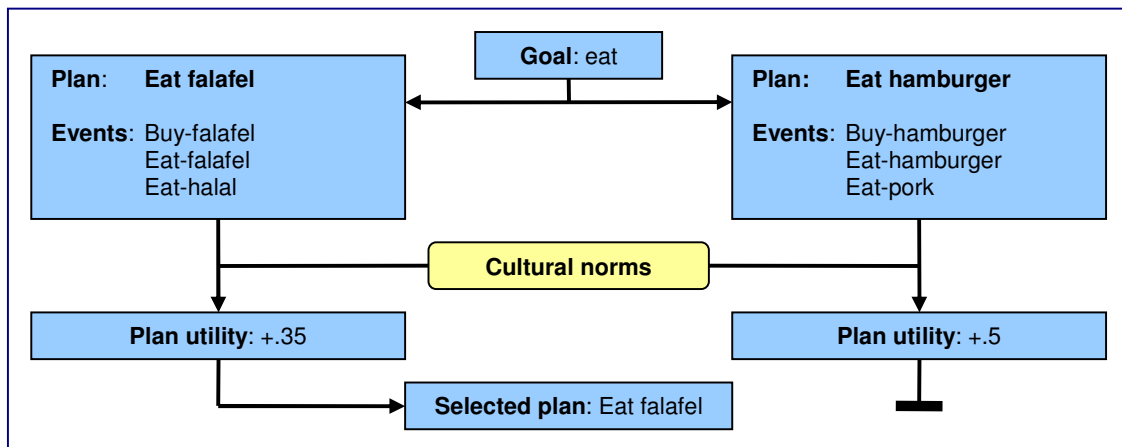 Goal: eat
Plan: Eat falafel
Events: Buy-falafel
Eat-falafel
Eat-halal
Plan: Eat hamburger
Events: Buy-hamburger
Eat-hamburger
Eat-pork
Cultural norms
Plan utility: +.35
Plan utility: +.5
Selected plan: Eat falafel